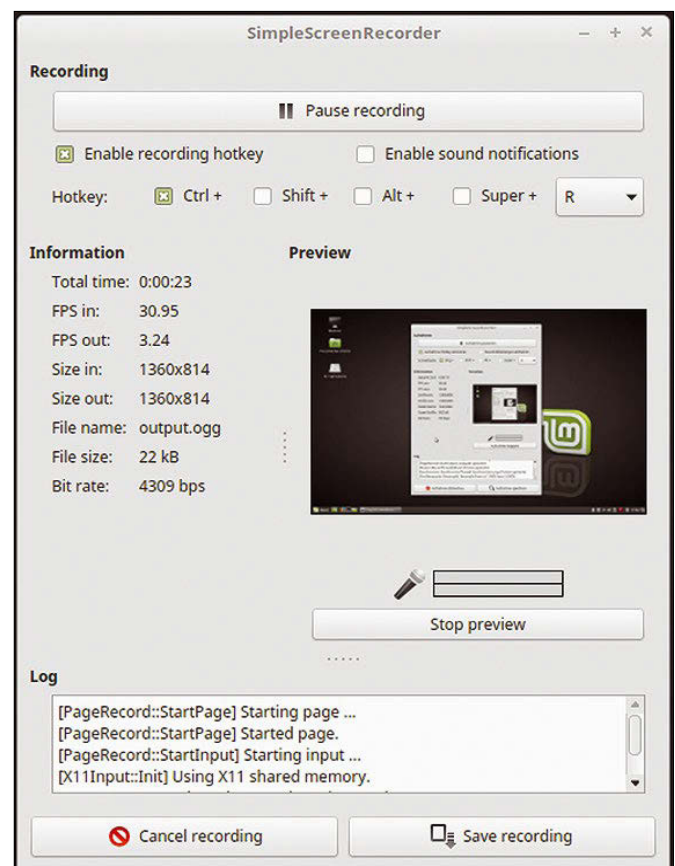 SimpleScreenRecorder
Recording
Pause recording
Enable recording hotkey Enable sound notifications
Hotkey: Ctrl + Shift + Alt + Super + R
Information Preview
Total time: 0:00:23
FPS in: 30.95
FPS out: 3.24
Size in: 1360x814
Size out: 1360x814
File name: output.ogg
File size: 22 kB
Bit rate: 4309 bps
Stop preview
Log
[PageRecord::StartPage] Starting page ...
[PageRecord::StartPage] Started page.
[PageRecord::StartInput] Starting input ...
[X11Input::Init] Using X11 shared memory.
Cancel recording Save recording